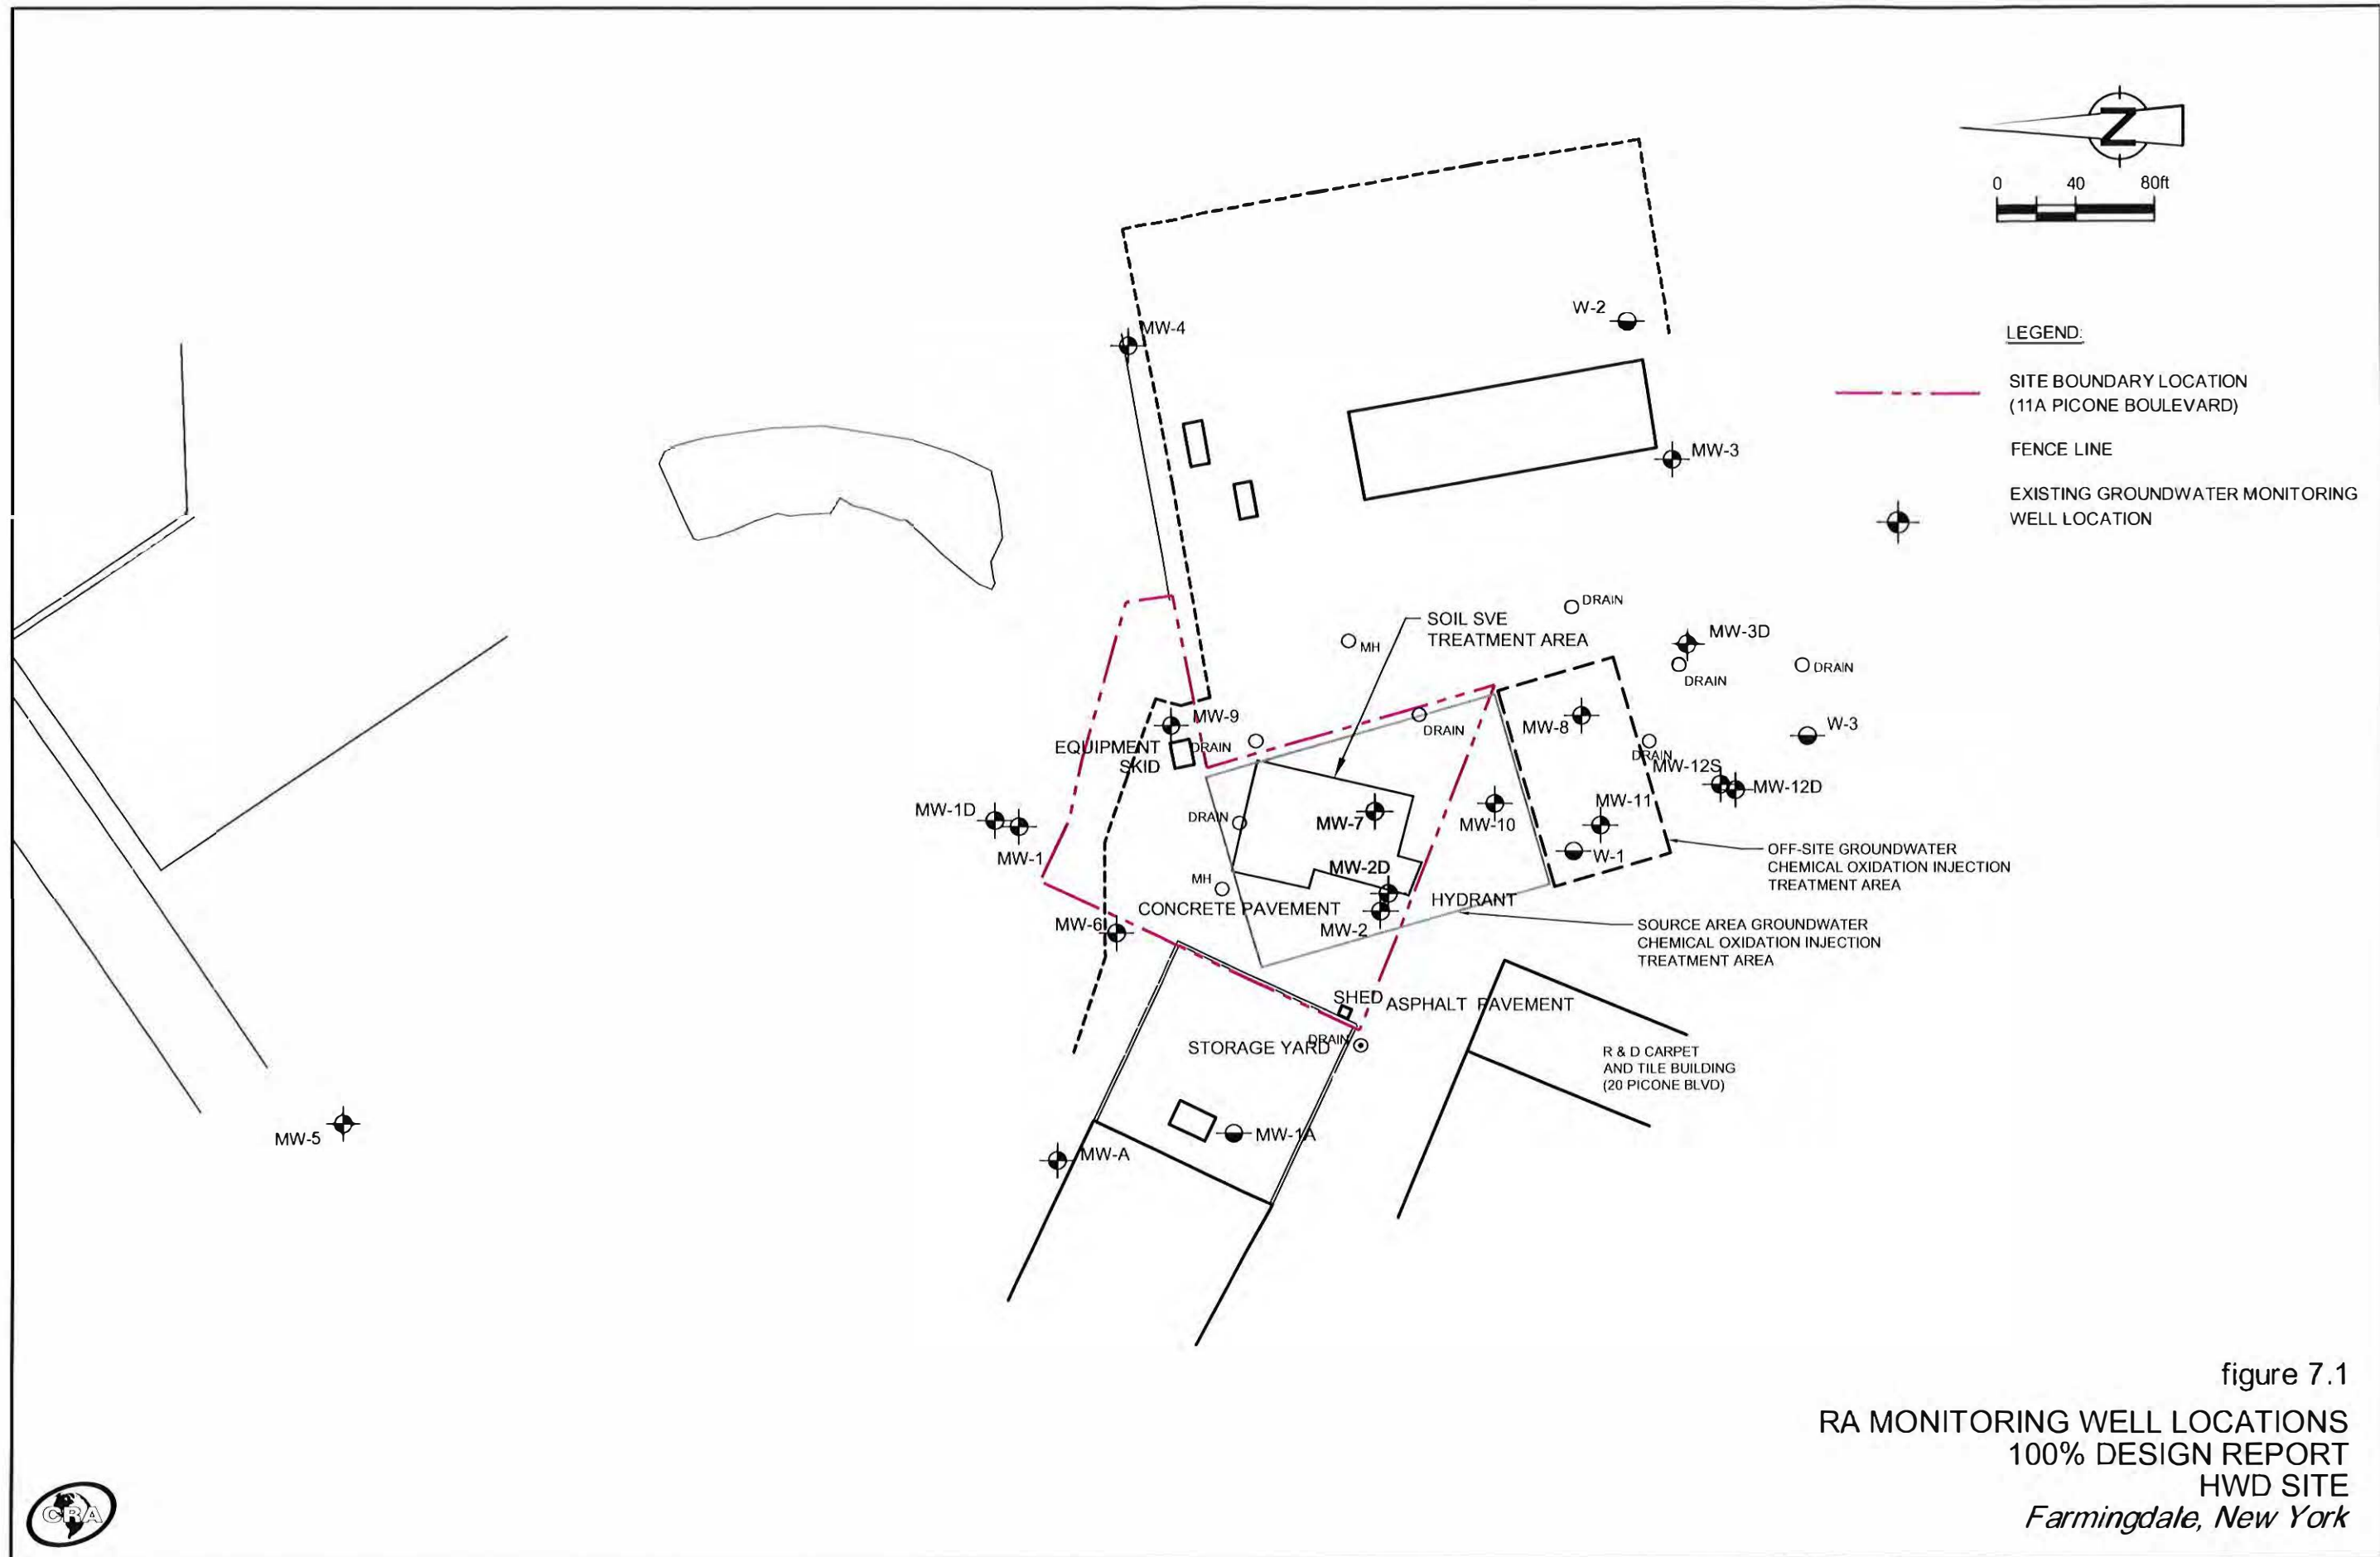 N
0 40 80ft
LEGEND:
SITE BOUNDARY LOCATION
(11A PICONE BOULEVARD)
FENCE LINE
EXISTING GROUNDWATER MONITORING
WELL LOCATION
W-2
MW-4
MW-3
SOIL SVE
TREATMENT AREA
DRAIN
MH
MW-3D
DRAIN
DRAIN
MW-9
DRAIN
MW-8
W-3
EQUIPMENT
SKID
DRAIN
DRAIN
MW-12S
MW-12D
MW-1D
MW-1
DRAIN
MW-7
MW-10
MW-11
W-1
OFF-SITE GROUNDWATER
CHEMICAL OXIDATION INJECTION
TREATMENT AREA
MW-2D
MH
CONCRETE PAVEMENT
HYDRANT
MW-6
MW-2
SOURCE AREA GROUNDWATER
CHEMICAL OXIDATION INJECTION
TREATMENT AREA
SHED
ASPHALT PAVEMENT
STORAGE YARD
DRAIN
R & D CARPET
AND TILE BUILDING
(20 PICONE BLVD)
MW-5
MW-1A
MW-A
figure 7.1
RA MONITORING WELL LOCATIONS
100% DESIGN REPORT
HWD SITE
Farmingdale, New York
CRA